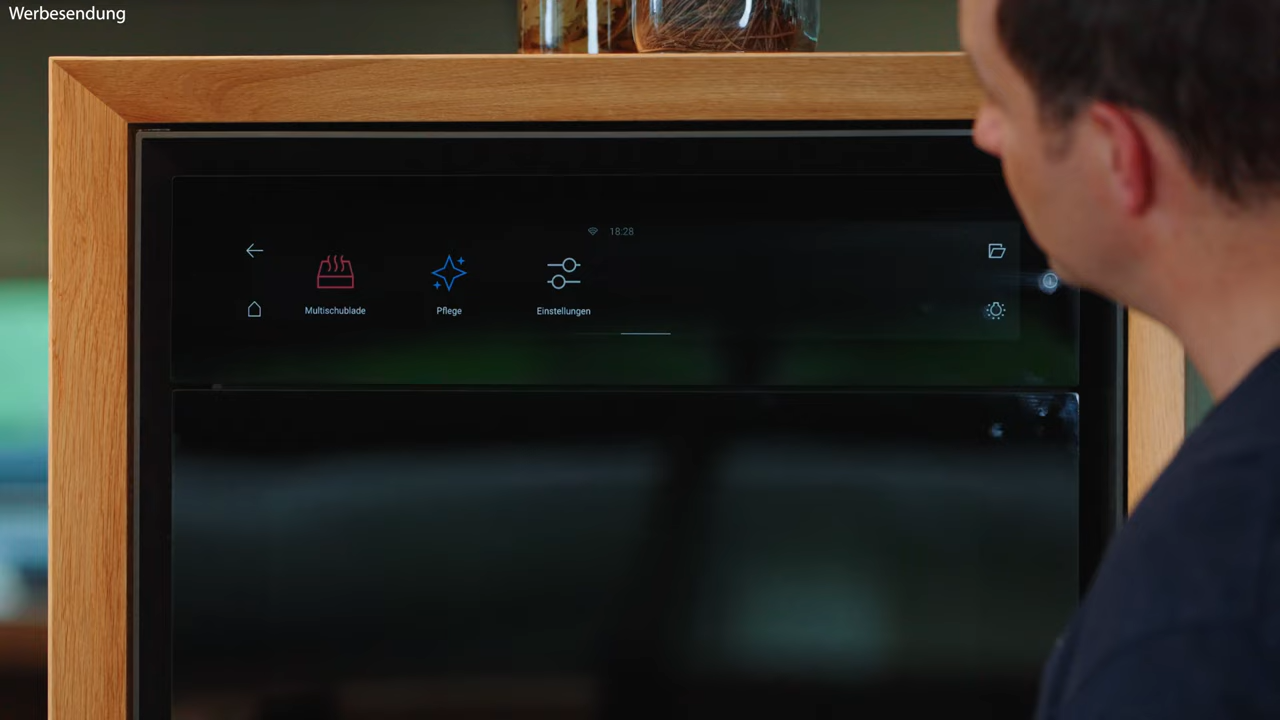 Werbesendung
18:28
Multischublade
Pflege
Einstellungen